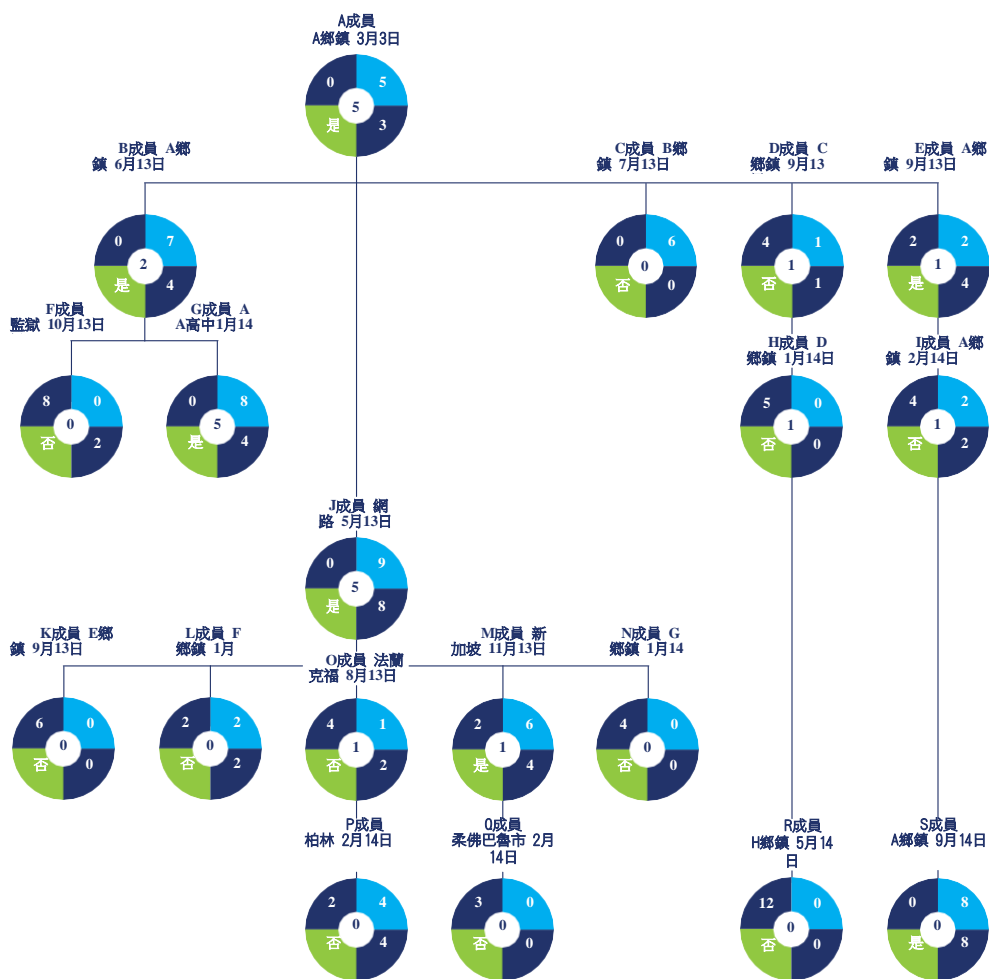 A成員
A鄉鎮 3月3日
0
5
5
是
3
B成員 A鄉
鎮 6月13日
C成員 B鄉
鎮 7月13日
D成員 C
鄉鎮 9月13
E成員 A鄉
鎮 9月13日
0
7
2
是
4
0
6
0
否
0
4
1
1
否
1
2
2
1
是
4
F成員
監獄 10月13日
G成員 A
A高中1月14
H成員 D
鄉鎮 1月14日
I成員 A鄉
鎮 2月14日
8
0
0
否
2
0
8
5
是
4
5
0
1
否
0
4
2
1
否
2
J成員 網
路 5月13日
0
9
5
是
8
K成員 E鄉
鎮 9月13日
L成員 F
鄉鎮 1月
O成員 法蘭
克福 8月13日
M成員 新
加坡 11月13日
N成員 G
鄉鎮 1月14
6
0
0
否
0
2
2
0
否
2
4
1
1
否
2
2
6
1
是
4
4
0
0
否
0
P成員
柏林 2月14日
Q成員
柔佛巴魯市 2月
14日
R成員
H鄉鎮 5月14
日
S成員
A鄉鎮 9月14日
2
4
0
否
4
3
0
0
否
0
12
0
0
否
0
0
8
0
是
8